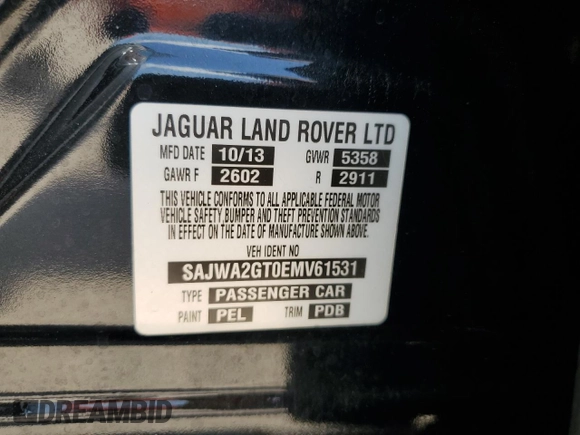 JAGUAR LAND ROVER LTD
MFD DATE 10/13 GVWR 5358
GAWR F 2602 R 2911
THIS VEHICLE CONFORMS TO ALL APPLICABLE FEDERAL MOTOR
VEHICLE SAFETY, BUMPER AND THEFT PREVENTION STANDARDS
IN EFFECT ON THE DATE OF MANUFACTURE SHOWN ABOVE.
VEH IDENT NO
SAJWA2GT0EMV61531
TYPE PASSENGER CAR
PAINT PEL TRIM PDB
DREAMBID